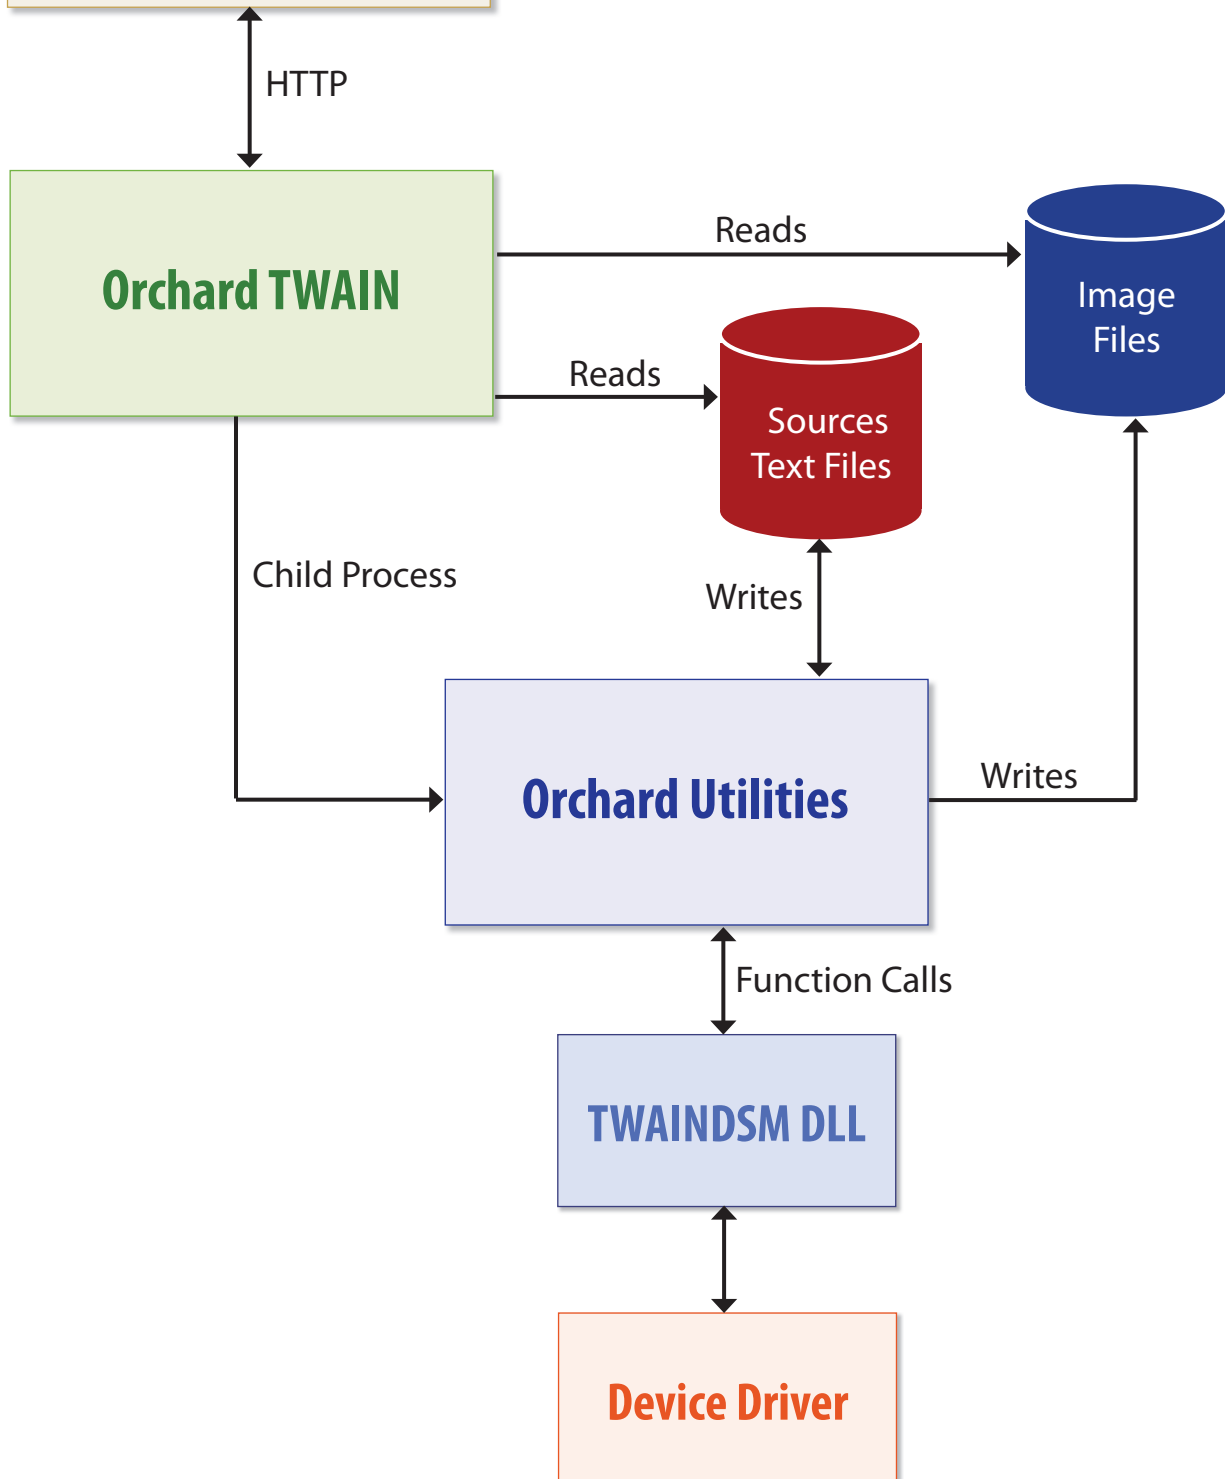 HTTP
Orchard TWAIN
Reads
Image
Files
Reads
Sources
Text Files
Child Process
Writes
Orchard Utilities
Writes
Function Calls
TWAINDSM DLL
Device Driver